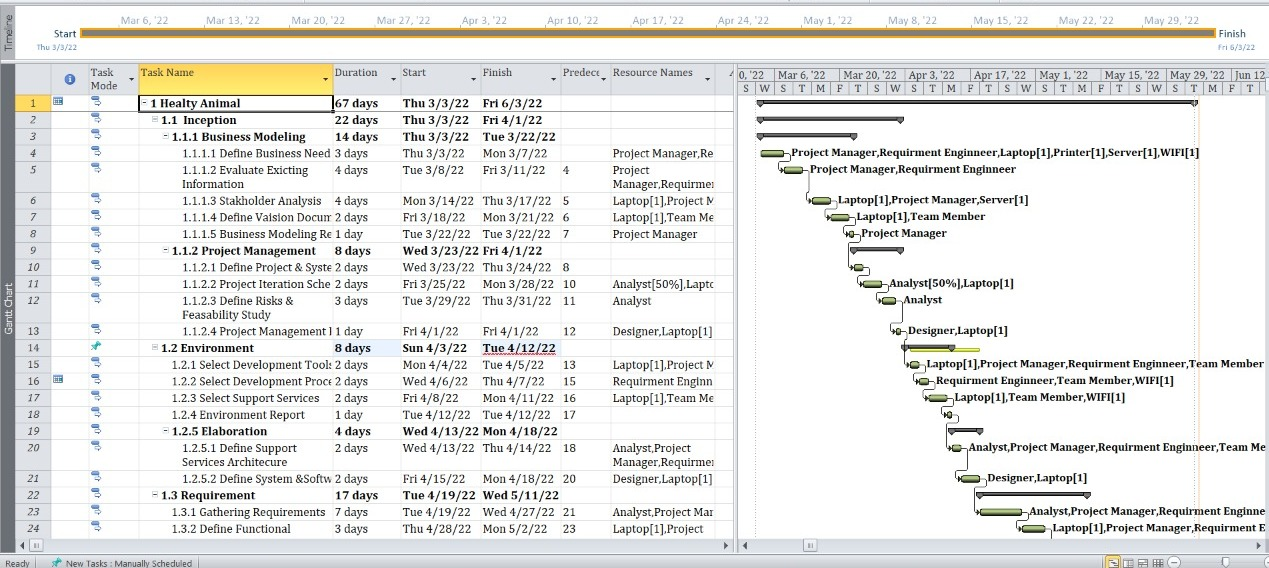 Mar 6, '22 Mar 13, '22 Mar 20, '22 Mar 27, '22 Apr 3, '22 Apr 10, '22 Apr 17, '22 Apr 24, '22 May 1, '22 May 8, '22 May 15, '22 May 22, '22 May 29, '22
Timeline
Start Finish
Thu 3/3/22 Fri 6/3/22
Task Mode Task Name Duration Start Finish Predece Resource Names
0, '22 Mar 6, '22 Mar 20, '22 Apr 3, '22 Apr 17, '22 May 1, '22 May 15, '22 May 29, '22 Jun 12
S W S T M F T S W S T M F T S W S T M F T S W S T M F T
Gantt Chart
1 1 Healty Animal 67 days Thu 3/3/22 Fri 6/3/22
2 1.1 Inception 22 days Thu 3/3/22 Fri 4/1/22
3 1.1.1 Business Modeling 14 days Thu 3/3/22 Tue 3/22/22
4 1.1.1.1 Define Business Need 3 days Thu 3/3/22 Mon 3/7/22 Project Manager,Re Project Manager,Requirment Enginneer,Laptop[1],Printer[1],Server[1],WIFI[1]
5 1.1.1.2 Evaluate Exicting 4 days Tue 3/8/22 Fri 3/11/22 4 Project Project Manager,Requirment Enginneer
Information Manager,Requirmer
6 1.1.1.3 Stakholder Analysis 4 days Mon 3/14/22 Thu 3/17/22 5 Laptop[1],Project M Laptop[1],Project Manager,Server[1]
7 1.1.1.4 Define Vaision Docum 2 days Fri 3/18/22 Mon 3/21/22 6 Laptop[1],Team Me Laptop[1],Team Member
8 1.1.1.5 Business Modeling Re 1 day Tue 3/22/22 Tue 3/22/22 7 Project Manager Project Manager
9 1.1.2 Project Management 8 days Wed 3/23/22 Fri 4/1/22
10 1.1.2.1 Define Project & Syste 2 days Wed 3/23/22 Thu 3/24/22 8
11 1.1.2.2 Project Iteration Sche 2 days Fri 3/25/22 Mon 3/28/22 10 Analyst[50%],Laptc Analyst[50%],Laptop[1]
12 1.1.2.3 Define Risks & 3 days Tue 3/29/22 Thu 3/31/22 11 Analyst Analyst
Feasability Study
13 1.1.2.4 Project Management I 1 day Fri 4/1/22 Fri 4/1/22 12 Designer,Laptop[1] Designer,Laptop[1]
14 1.2 Environment 8 days Sun 4/3/22 Tue 4/12/22
15 1.2.1 Select Development Tools 2 days Mon 4/4/22 Tue 4/5/22 13 Laptop[1],Project M Laptop[1],Project Manager,Requirment Enginneer,Team Member
16 1.2.2 Select Development Proce 2 days Wed 4/6/22 Thu 4/7/22 15 Requirment Enginn Requirment Enginneer,Team Member,WIFI[1]
17 1.2.3 Select Support Services 2 days Fri 4/8/22 Mon 4/11/22 16 Laptop[1],Team Me Laptop[1],Team Member,WIFI[1]
18 1.2.4 Environment Report 1 day Tue 4/12/22 Tue 4/12/22 17
19 1.2.5 Elaboration 4 days Wed 4/13/22 Mon 4/18/22
20 1.2.5.1 Define Support 2 days Wed 4/13/22 Thu 4/14/22 18 Analyst,Project Analyst,Project Manager,Requirment Enginneer,Team Me
Services Architecure Manager,Requirmer
21 1.2.5.2 Define System &Softw 2 days Fri 4/15/22 Mon 4/18/22 20 Designer,Laptop[1] Designer,Laptop[1]
22 1.3 Requirement 17 days Tue 4/19/22 Wed 5/11/22
23 1.3.1 Gathering Requirements 7 days Tue 4/19/22 Wed 4/27/22 21 Analyst,Project Mar Analyst,Project Manager,Requirment Enginne
24 1.3.2 Define Functional 3 days Thu 4/28/22 Mon 5/2/22 23 Laptop[1],Project Laptop[1],Project Manager,Requirment E
Ready New Tasks : Manually Scheduled